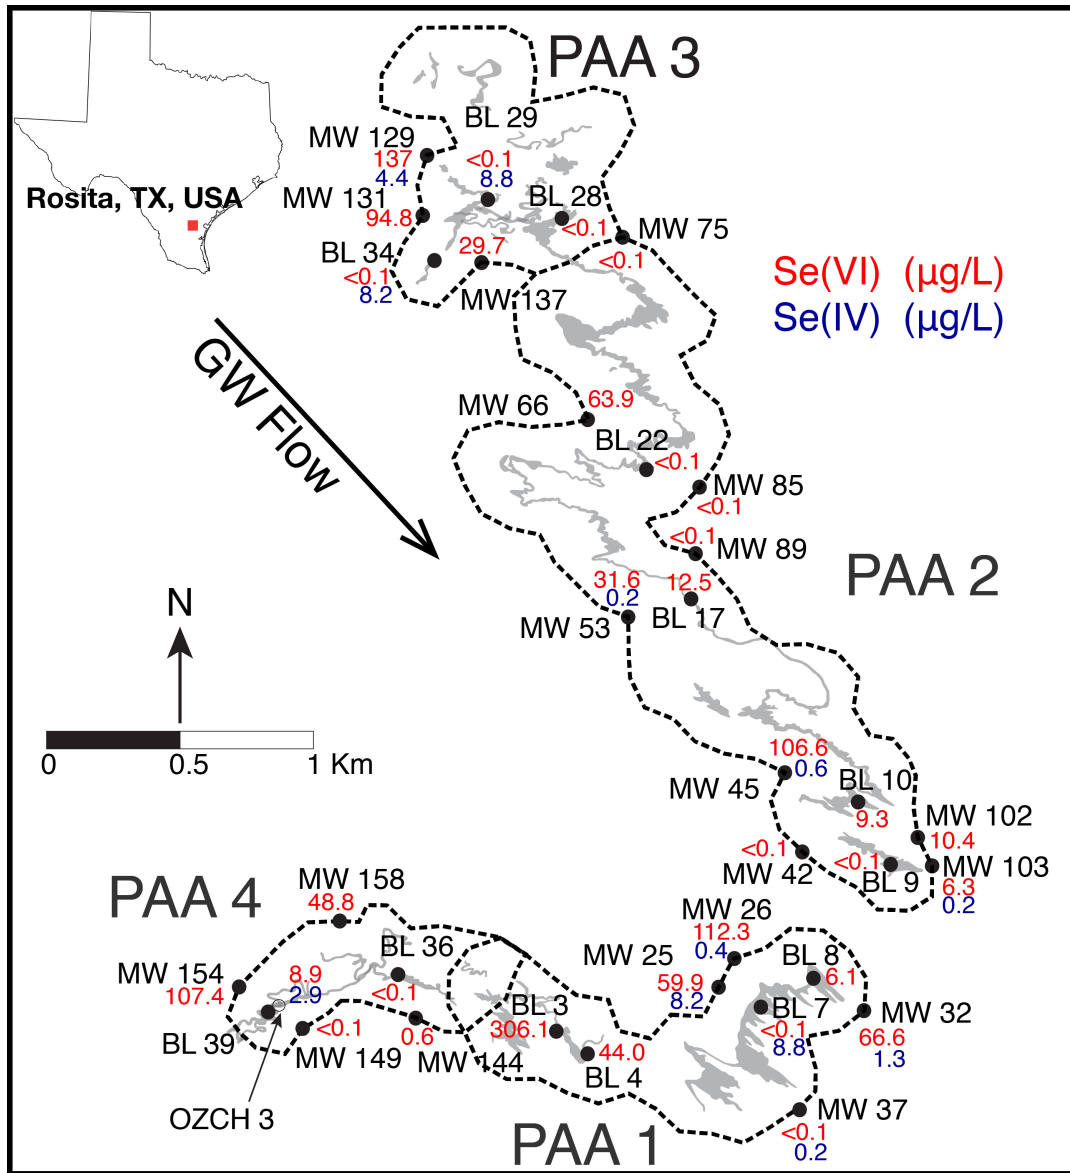 PAA 3
BL 29
MW 129
137
4.4
<0.1
8.8
Rosita, TX, USA
MW 131
94.8
BL 28
<0.1
MW 75
<0.1
BL 34
<0.1
8.2
29.7
MW 137
Se(VI) (µg/L)
Se(IV) (µg/L)
GW Flow
MW 66
63.9
BL 22
<0.1
MW 85
<0.1
<0.1
MW 89
PAA 2
31.6
0.2
12.5
BL 17
MW 53
N
0
0.5
1 Km
106.6
0.6
MW 45
BL 10
9.3
MW 102
10.4
<0.1
MW 42
<0.1
BL 9
MW 103
6.3
0.2
PAA 4
MW 158
48.8
MW 26
112.3
0.4
BL 36
<0.1
MW 25
59.9
8.2
BL 8
6.1
MW 154
107.4
8.9
2.9
BL 3
306.1
BL 7
<0.1
8.8
MW 32
66.6
1.3
BL 39
<0.1
MW 149
0.6
MW 144
44.0
BL 4
OZCH 3
MW 37
<0.1
0.2
PAA 1